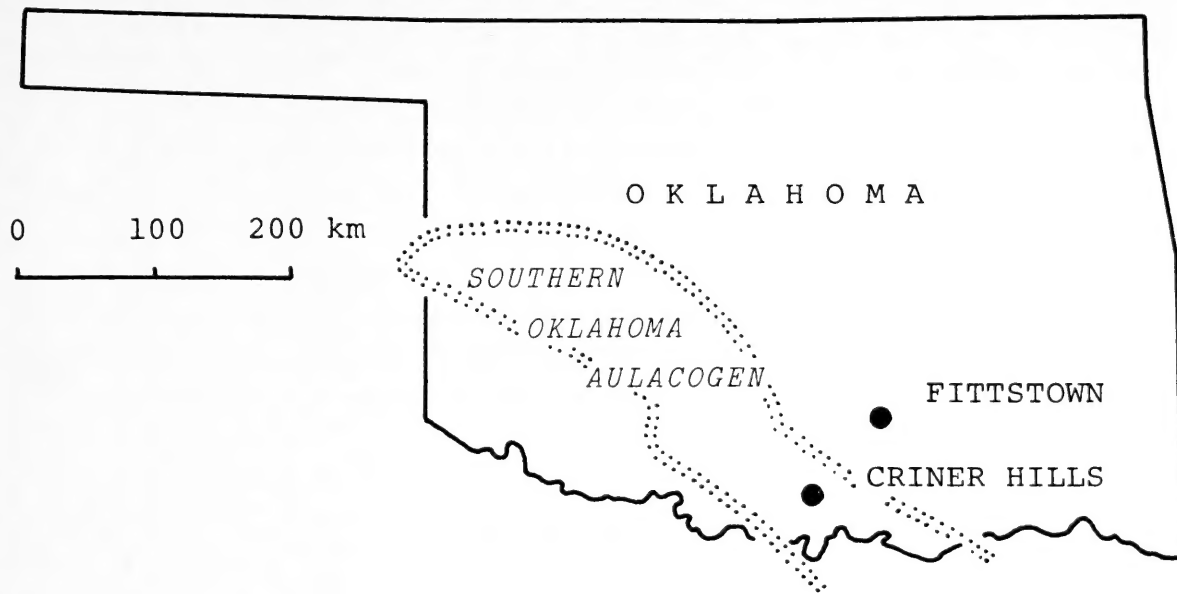 O K L A H O M A
0 100 200 km
SOUTHERN
OKLAHOMA
AULACOGEN
FITTSTOWN
CRINER HILLS